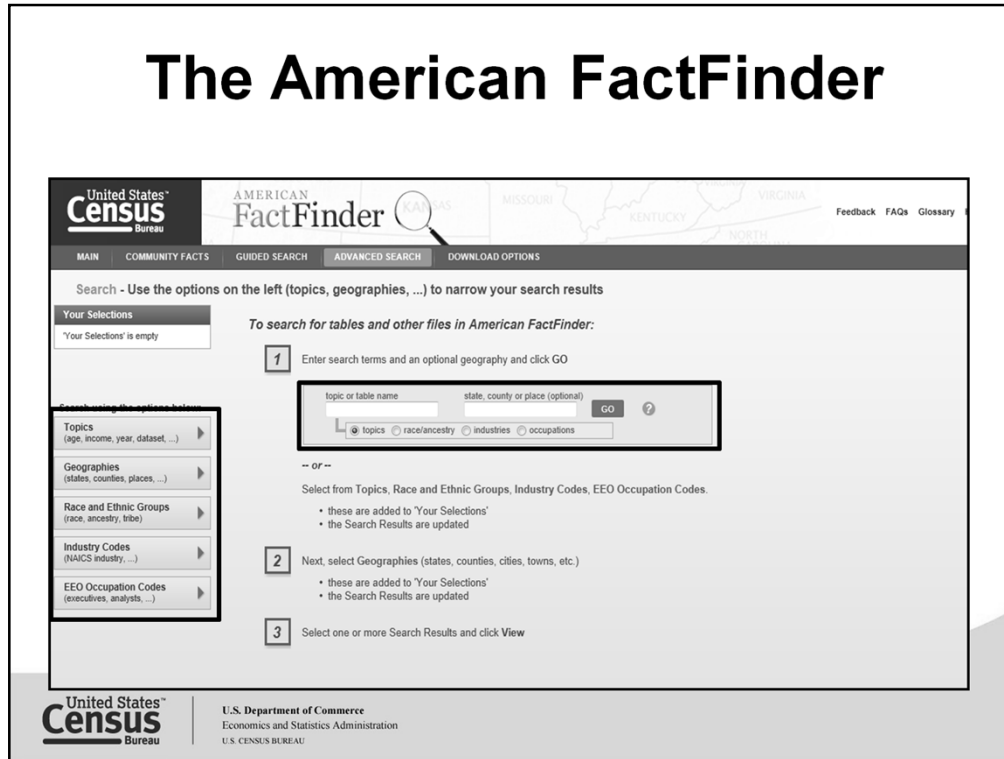 The American FactFinder
United States™
Census
Bureau
AMERICAN
FactFinder
KANSAS
MISSOURI
KENTUCKY
VIRGINIA
NORTH
Feedback FAQs Glossary
MAIN COMMUNITY FACTS GUIDED SEARCH ADVANCED SEARCH DOWNLOAD OPTIONS
Search - Use the options on the left (topics, geographies, ...) to narrow your search results
Your Selections
'Your Selections' is empty
To search for tables and other files in American FactFinder:
1 Enter search terms and an optional geography and click GO
topic or table name state, county or place (optional)
GO ?
topics race/ancestry industries occupations
Search using the options below:
Topics
(age, income, year, dataset, ...)
Geographies
(states, counties, places, ...)
Race and Ethnic Groups
(race, ancestry, tribe)
Industry Codes
(NAICS industry, ...)
EEO Occupation Codes
(executives, analysts, ...)
-- or --
Select from Topics, Race and Ethnic Groups, Industry Codes, EEO Occupation Codes.
• these are added to 'Your Selections'
• the Search Results are updated
2 Next, select Geographies (states, counties, cities, towns, etc.)
• these are added to 'Your Selections'
• the Search Results are updated
3 Select one or more Search Results and click View
United States™
Census
Bureau
U.S. Department of Commerce
Economics and Statistics Administration
U.S. CENSUS BUREAU